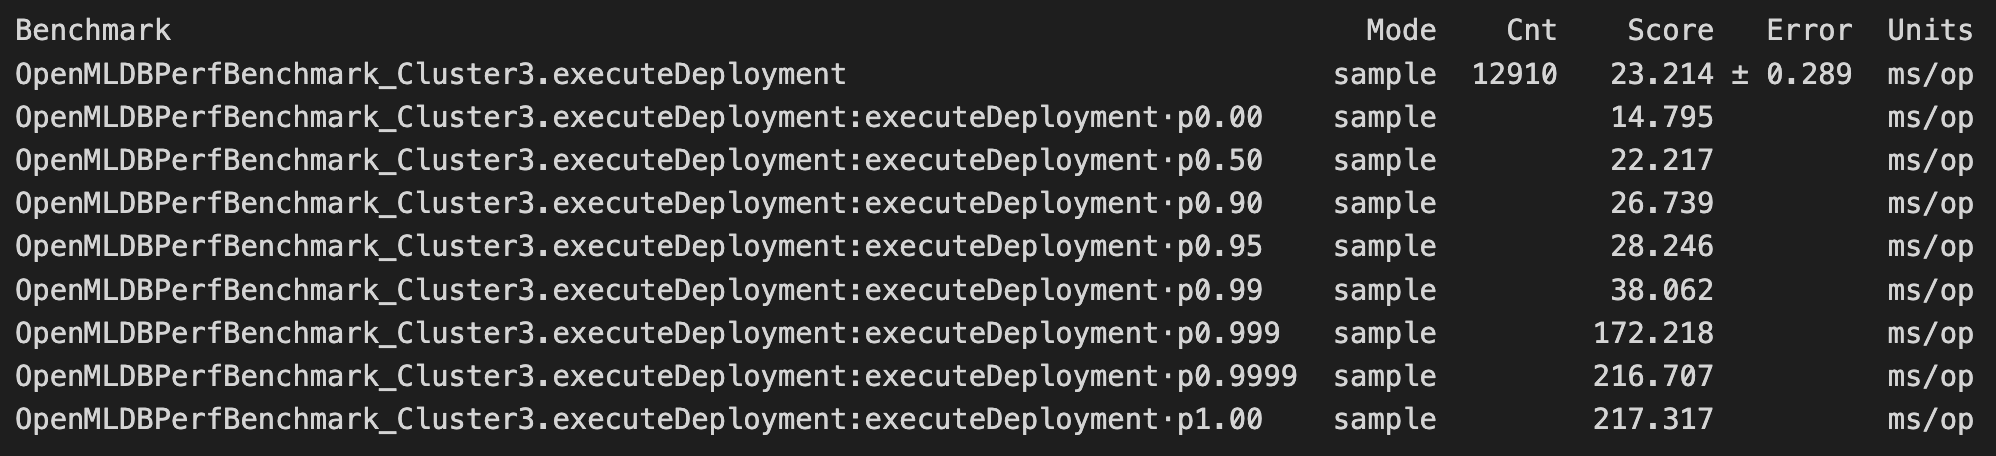 Benchmark Mode Cnt Score Error Units
OpenMLDBPerfBenchmark_Cluster3.executeDeployment sample 12910 23.214 ± 0.289 ms/op
OpenMLDBPerfBenchmark_Cluster3.executeDeployment:executeDeployment·p0.00 sample 14.795 ms/op
OpenMLDBPerfBenchmark_Cluster3.executeDeployment:executeDeployment·p0.50 sample 22.217 ms/op
OpenMLDBPerfBenchmark_Cluster3.executeDeployment:executeDeployment·p0.90 sample 26.739 ms/op
OpenMLDBPerfBenchmark_Cluster3.executeDeployment:executeDeployment·p0.95 sample 28.246 ms/op
OpenMLDBPerfBenchmark_Cluster3.executeDeployment:executeDeployment·p0.99 sample 38.062 ms/op
OpenMLDBPerfBenchmark_Cluster3.executeDeployment:executeDeployment·p0.999 sample 172.218 ms/op
OpenMLDBPerfBenchmark_Cluster3.executeDeployment:executeDeployment·p0.9999 sample 216.707 ms/op
OpenMLDBPerfBenchmark_Cluster3.executeDeployment:executeDeployment·p1.00 sample 217.317 ms/op